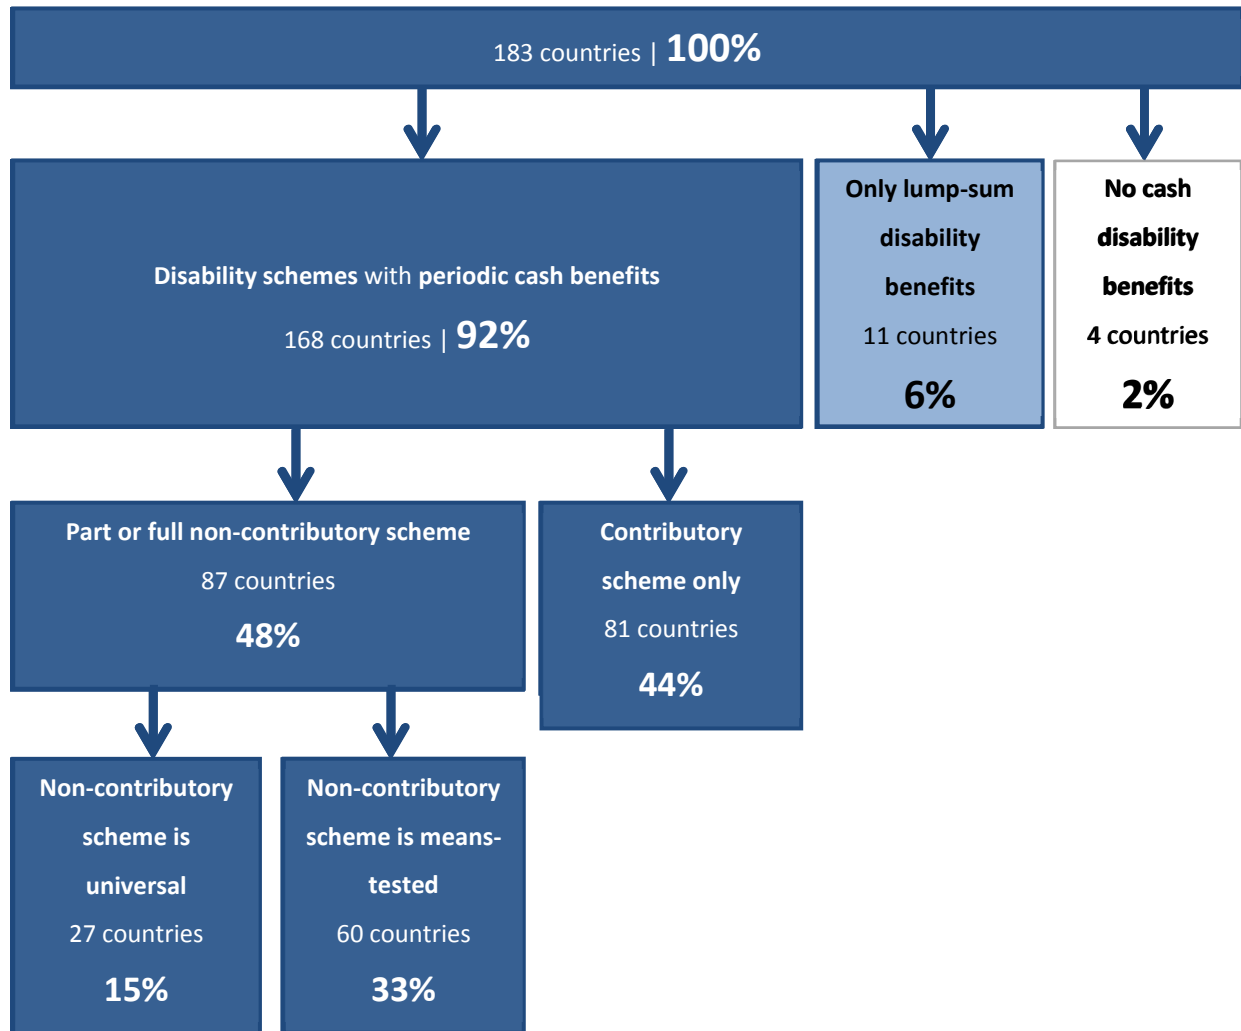 183 countries | 100%
Disability schemes with periodic cash benefits
168 countries | 92%
Only lump-sum
disability
benefits
11 countries
6%
No cash
disability
benefits
4 countries
2%
Part or full non-contributory scheme
87 countries
48%
Contributory
scheme only
81 countries
44%
Non-contributory
scheme is
universal
27 countries
15%
Non-contributory
scheme is means-
tested
60 countries
33%